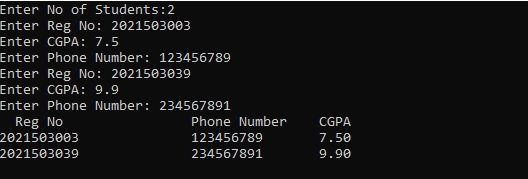 Enter No of Students:2
Enter Reg No: 2021503003
Enter CGPA: 7.5
Enter Phone Number: 123456789
Enter Reg No: 2021503039
Enter CGPA: 9.9
Enter Phone Number: 234567891
Reg No Phone Number CGPA
2021503003 123456789 7.50
2021503039 234567891 9.90